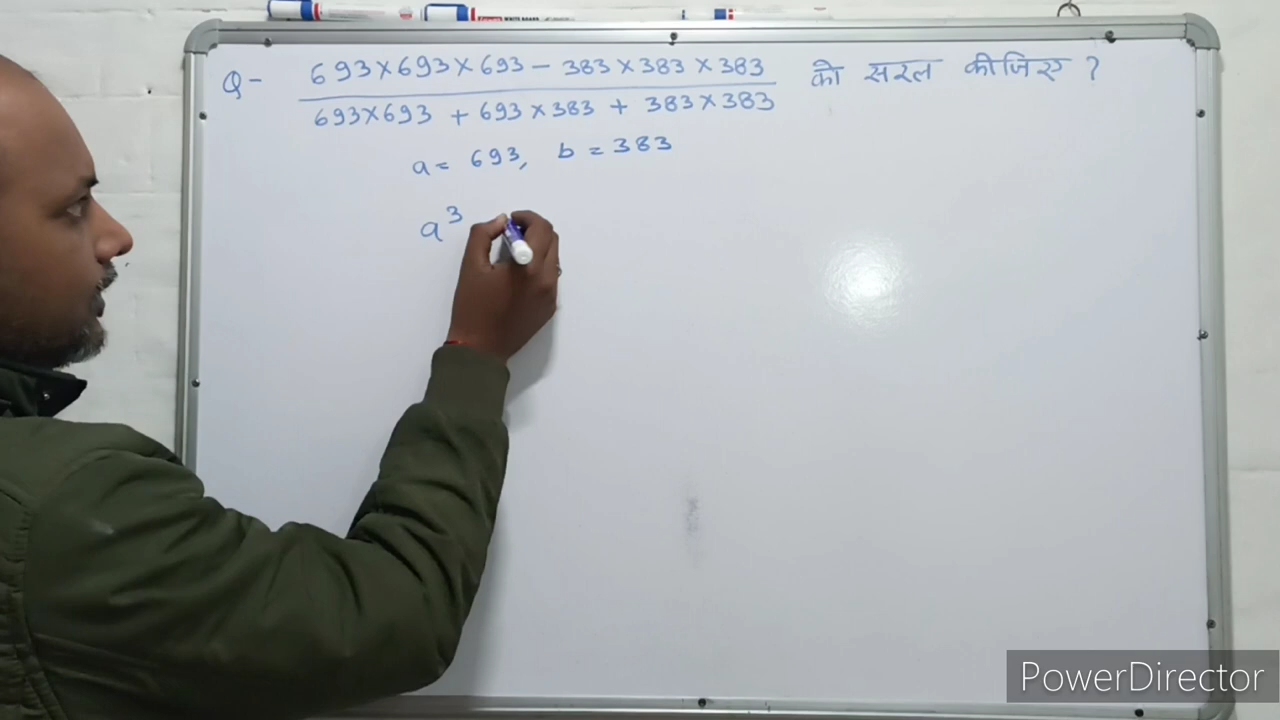 Q- 693×693×693 - 383×383×383 को सरल कीजिए ?
693×693 + 693×383 + 383×383
a = 693, b = 383
a³
PowerDirector